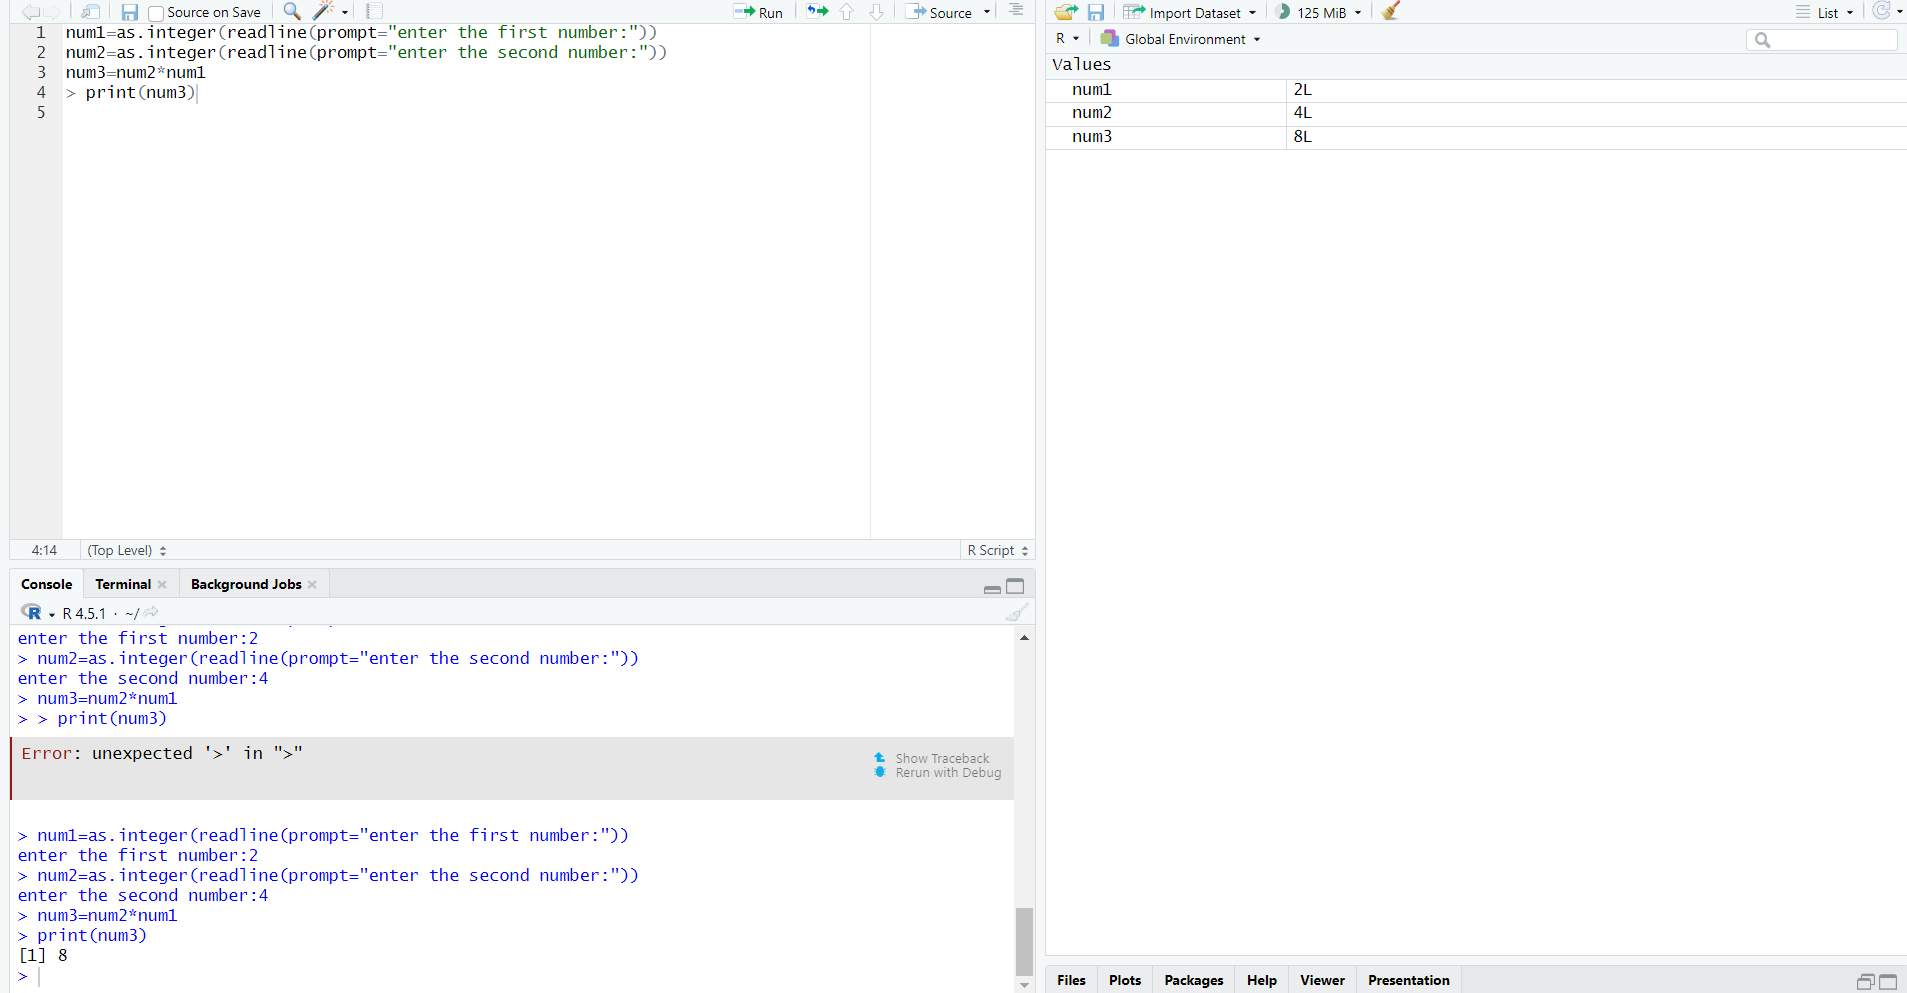 Source on Save
Run
Source
1 num1=as.integer(readline(prompt="enter the first number:"))
2 num2=as.integer(readline(prompt="enter the second number:"))
3 num3=num2*num1
4 > print(num3)
5
4:14 (Top Level) R Script
Console Terminal Background Jobs
R 4.5.1 · ~/
enter the first number:2
> num2=as.integer(readline(prompt="enter the second number:"))
enter the second number:4
> num3=num2*num1
> > print(num3)
Error: unexpected '>' in ">"
Show Traceback
Rerun with Debug
> num1=as.integer(readline(prompt="enter the first number:"))
enter the first number:2
> num2=as.integer(readline(prompt="enter the second number:"))
enter the second number:4
> num3=num2*num1
> print(num3)
[1] 8
>
Import Dataset 125 MiB List
R Global Environment
Values
num1 2L
num2 4L
num3 8L
Files Plots Packages Help Viewer Presentation